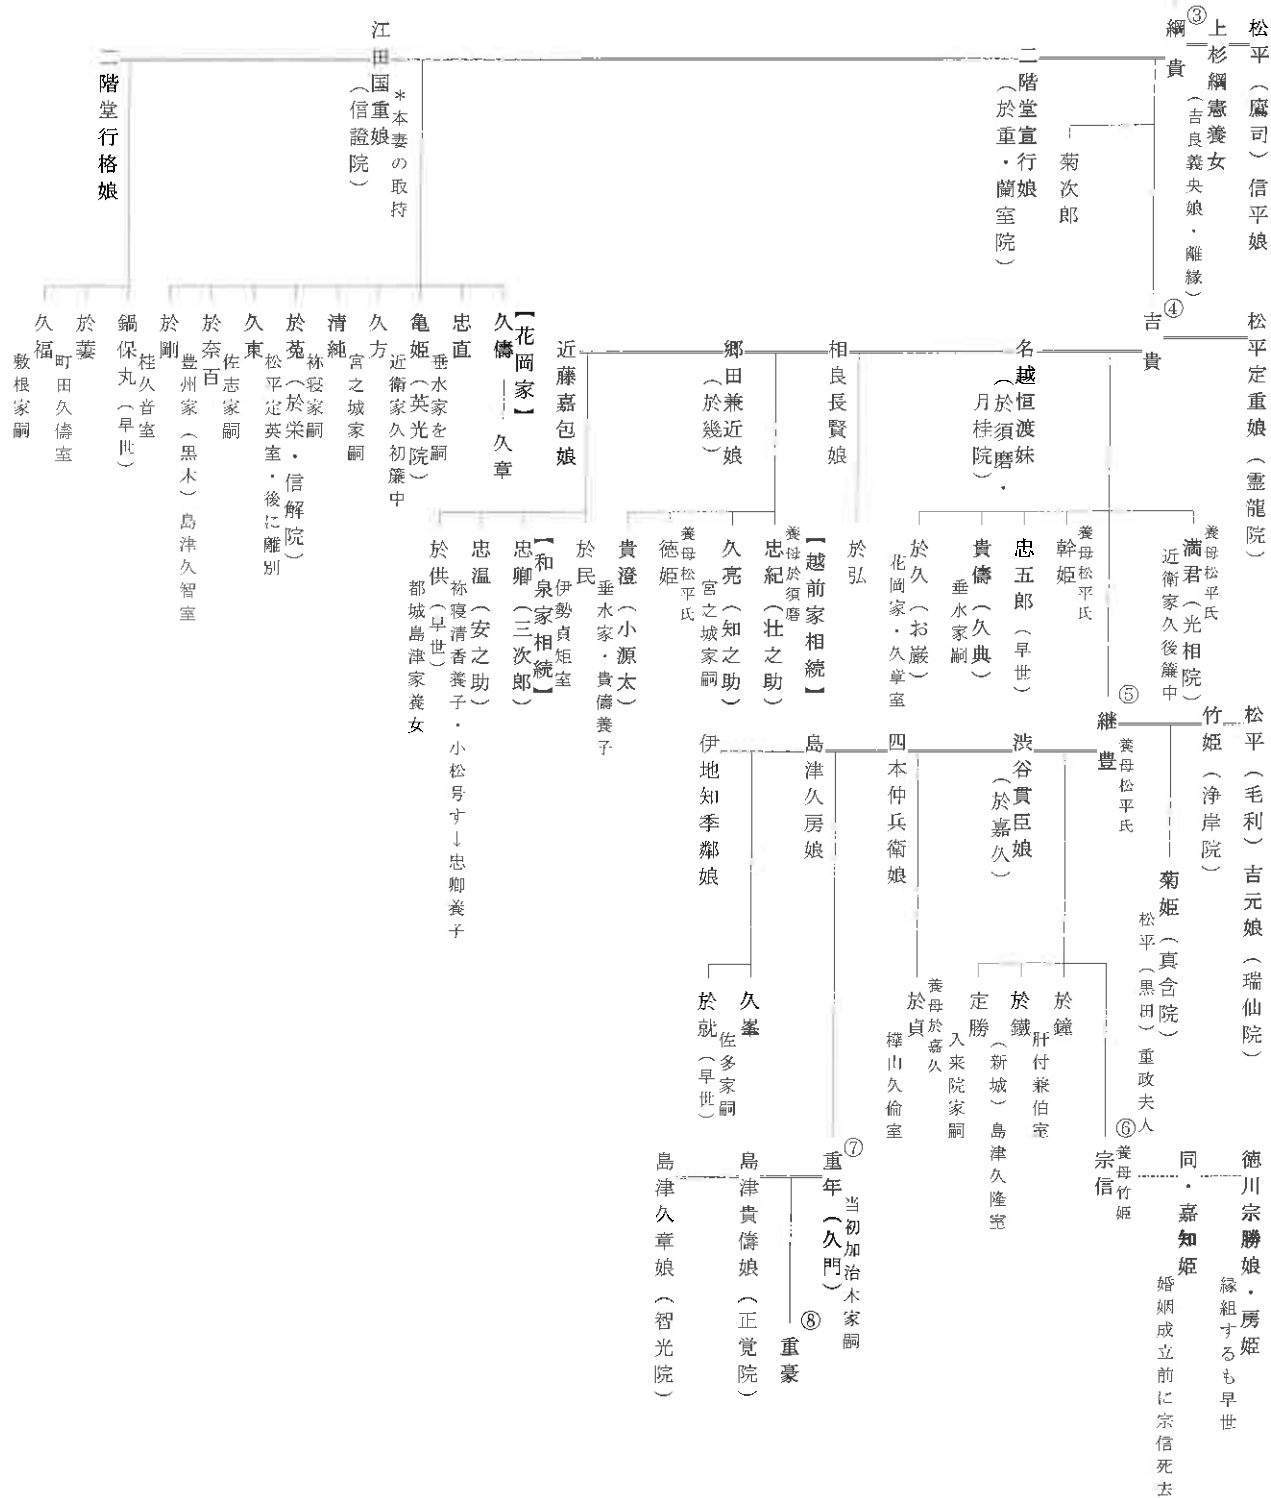 松平（鷹司）信平娘
上杉綱憲養女
（吉良義央娘・離縁）
③
綱貴
菊次郎
二階堂宣行娘
（於重・蘭室院）
＊本妻の取持
江田国重娘
（信證院）
二階堂行格娘
松平定重娘（霊龍院）
④
吉貴
名越恒渡妹
（於須磨・
月桂院）
相良長賢娘
郷田兼近娘
（於幾）
近藤嘉包娘
【花岡家】
久儔―久章
忠直
垂水家を嗣
亀姫（英光院）
近衛家久初簾中
久方
清純
宮之城家嗣
於菟（於栄・信解院）
祢寝家嗣
松平定英室・後に離別
久東
佐志家嗣
於奈百
豊州家（黒木）島津久智室
於剛
桂久音室
鍋保丸（早世）
於蔞
町田久儔室
久福
敷根家嗣
養母松平氏
満君（光相院）
近衛家久後簾中
養母松平氏
幹姫
忠五郎（早世）
貴儔（久典）
垂水家嗣
於久（お巌）
花岡家・久章室
於弘
【越前家相続】
養母於須磨
忠紀（壮之助）
久亮（知之助）
宮之城家嗣
養母松平氏
徳姫
貴澄（小源太）
垂水家・貴儔養子
於民
伊勢貞矩室
【和泉家相続】
忠卿（三次郎）
忠温（安之助）
祢寝清香養子・小松号す→忠卿養子
於供（早世）
都城島津家養女
松平（毛利）吉元娘（瑞仙院）
竹姫（浄岸院）
⑤
継豊
養母松平氏
渋谷貫臣娘
（於嘉久）
四本仲兵衛娘
島津久房娘
伊地知季鄰娘
菊姫（真含院）
松平（黒田）重政夫人
於鐘
肝付兼伯室
於鐵
（新城）島津久隆室
定勝
入来院家嗣
養母於嘉久
於貞
樺山久倫室
久峯
佐多家嗣
於就（早世）
徳川宗勝娘・房姫
縁組するも早世
同・嘉知姫
婚姻成立前に宗信死去
⑥
養母竹姫
宗信
⑦
重年（久門）
当初加治木家嗣
島津貴儔娘（正覚院）
島津久章娘（智光院）
⑧
重豪